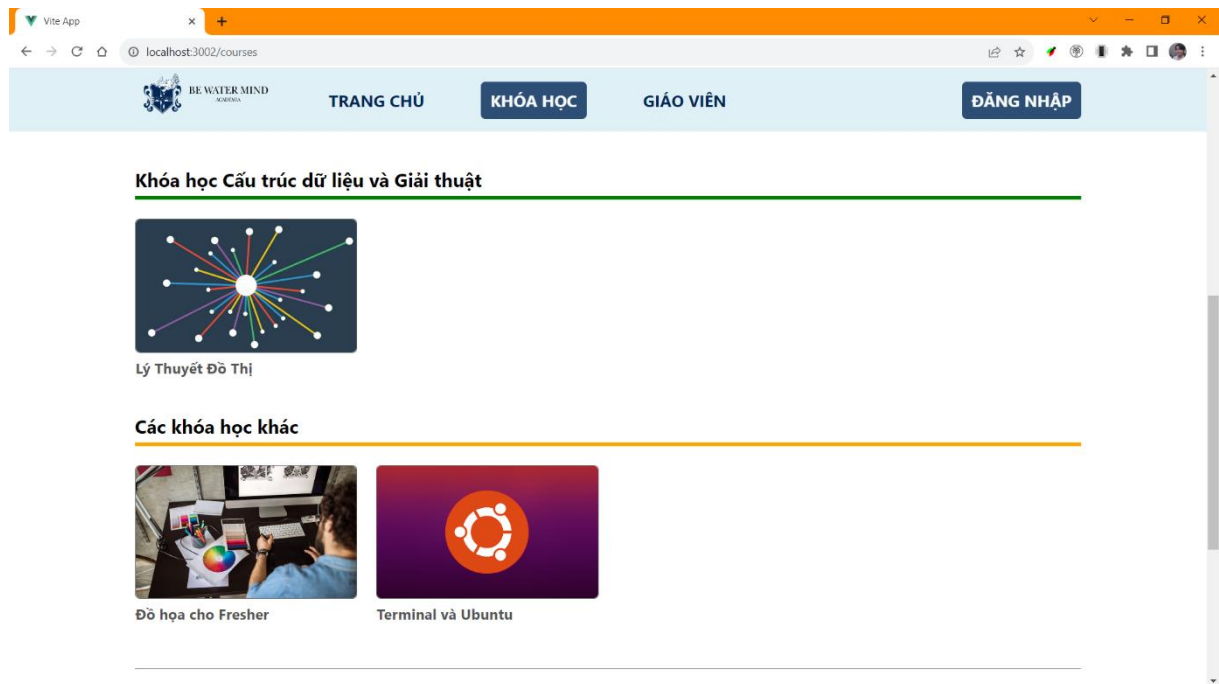 Vite App
localhost:3002/courses
BE WATER MIND
ACADEMIA
TRANG CHỦ
KHÓA HỌC
GIÁO VIÊN
ĐĂNG NHẬP
Khóa học Cấu trúc dữ liệu và Giải thuật
Lý Thuyết Đồ Thị
Các khóa học khác
Đồ họa cho Fresher
Terminal và Ubuntu